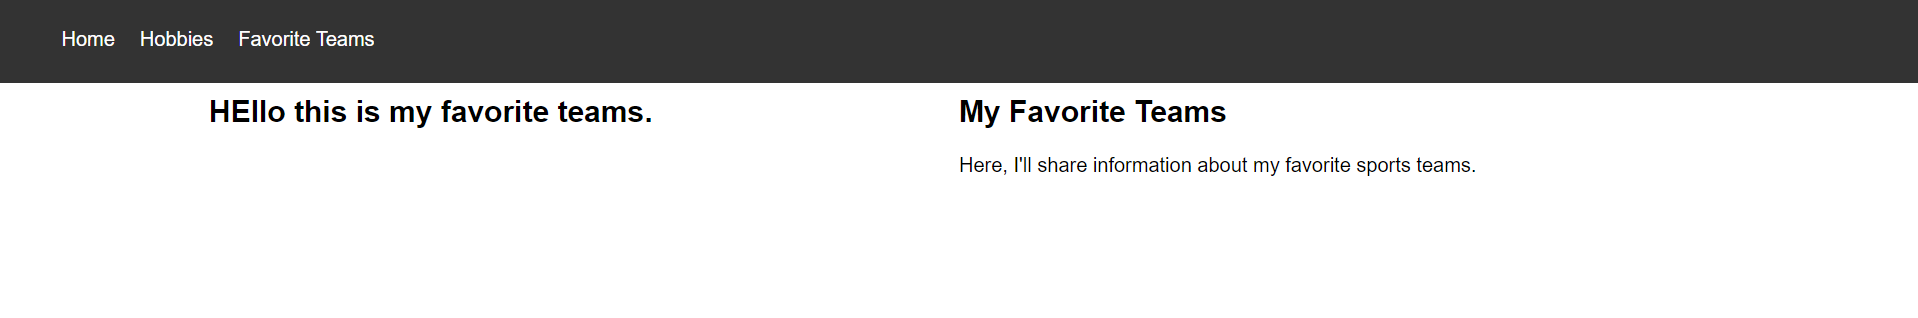 Home Hobbies Favorite Teams
HEllo this is my favorite teams.
My Favorite Teams
Here, I'll share information about my favorite sports teams.